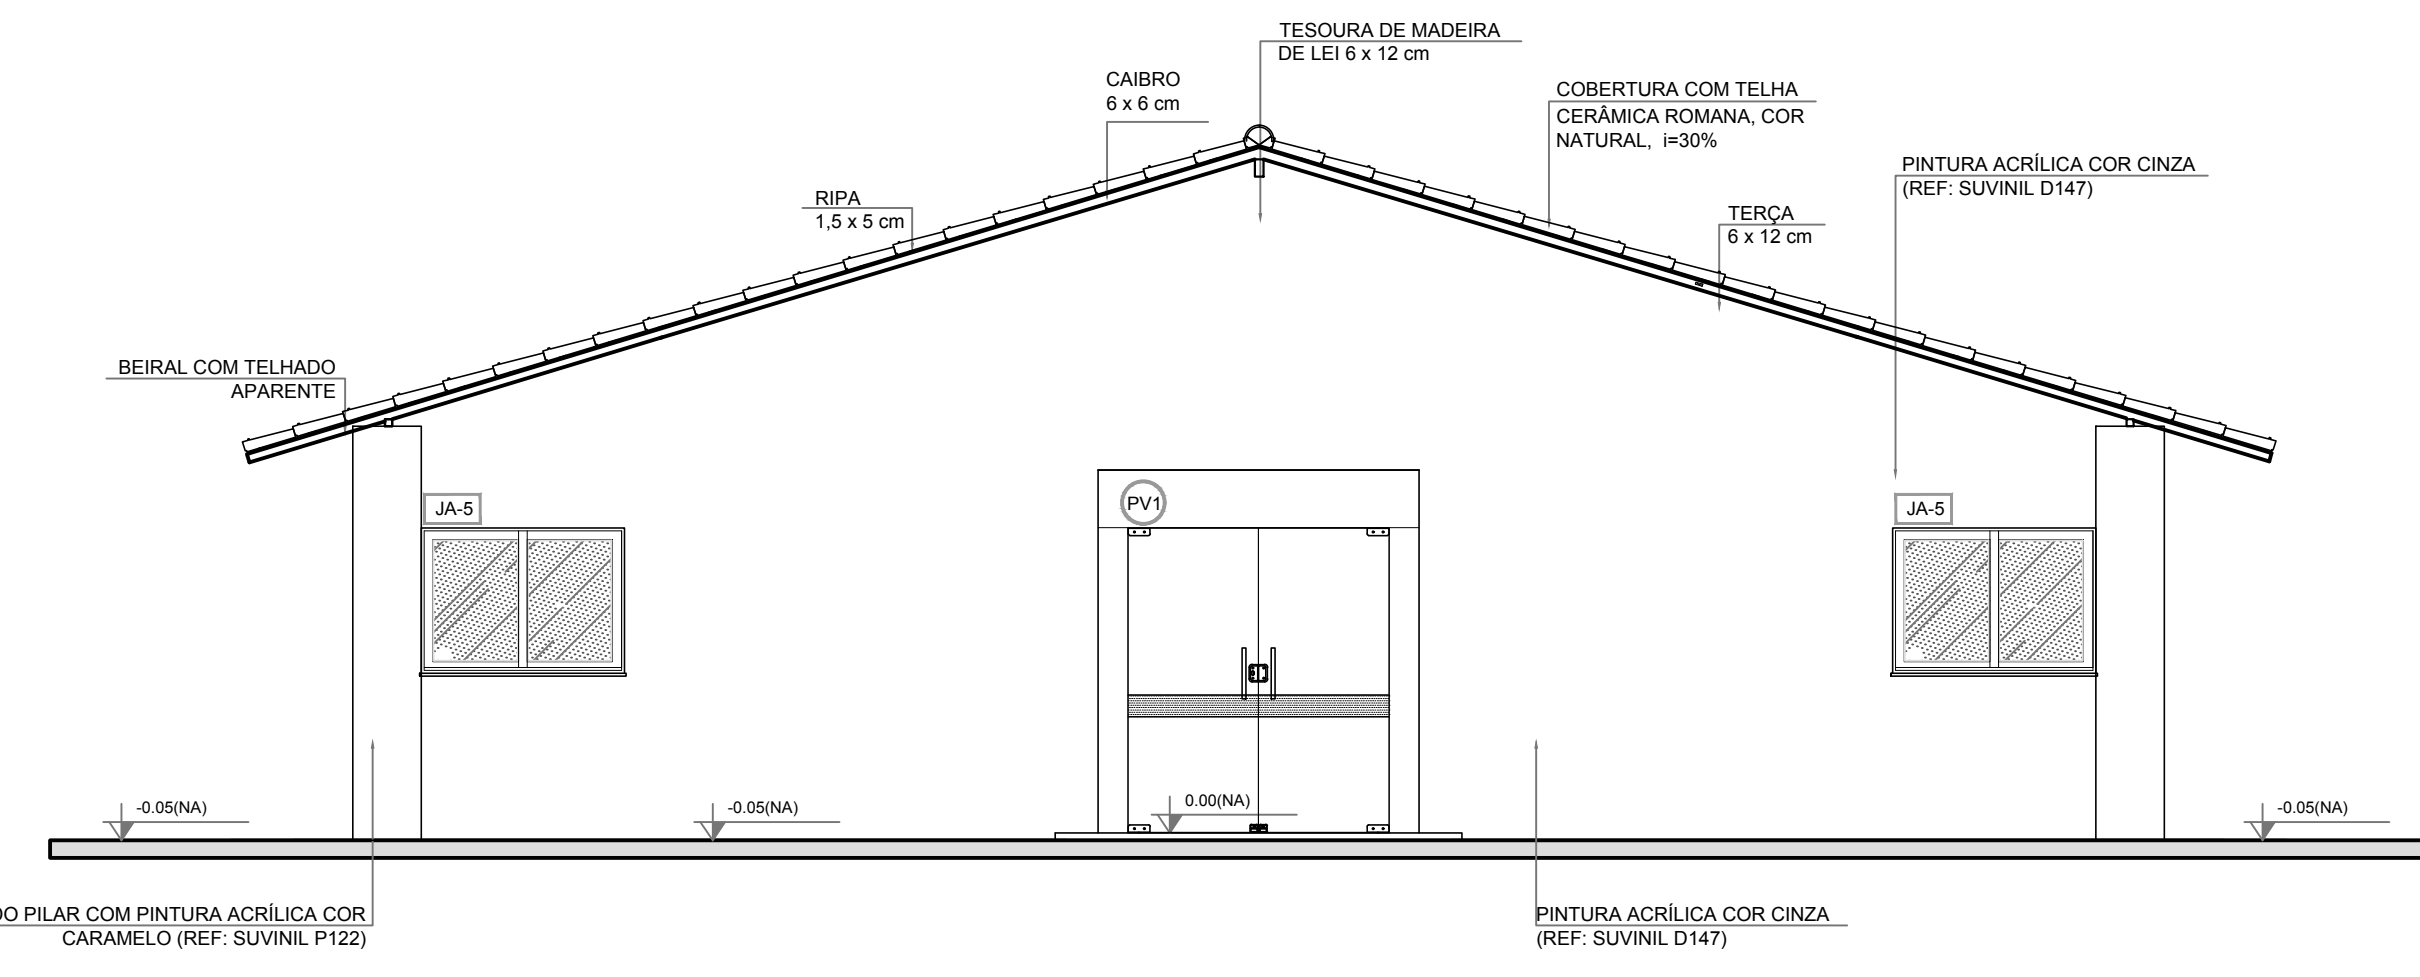 TESOURA DE MADEIRA
DE LEI 6 x 12 cm
CAIBRO
6 x 6 cm
COBERTURA COM TELHA
CERÂMICA ROMANA, COR
NATURAL, i=30%
PINTURA ACRÍLICA COR CINZA
(REF: SUVINIL D147)
RIPA
1,5 x 5 cm
TERÇA
6 x 12 cm
BEIRAL COM TELHADO
APARENTE
JA-5
PV1
JA-5
-0.05(NA)
-0.05(NA)
0.00(NA)
-0.05(NA)
PILAR COM PINTURA ACRÍLICA COR
CARAMELO (REF: SUVINIL P122)
PINTURA ACRÍLICA COR CINZA
(REF: SUVINIL D147)